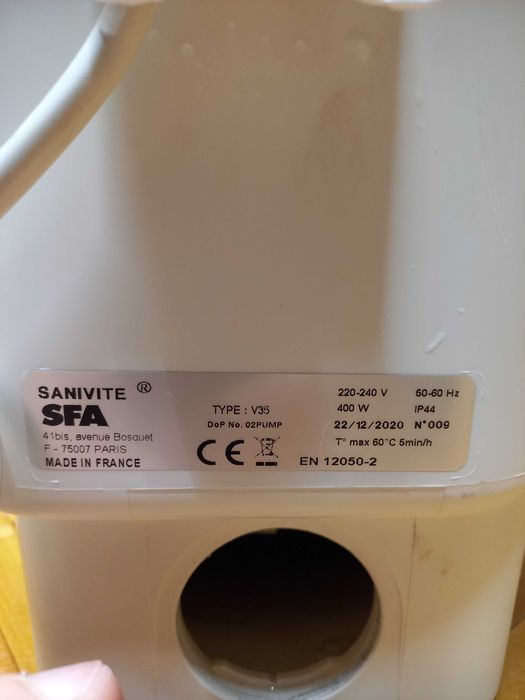 SANIVITE ®
SFA
41bis, avenue Bosquet
F - 75007 PARIS
MADE IN FRANCE
TYPE : V36
DoP No. 02PUMP
CE
220-240 V 50-60 Hz
400 W IP44
22/12/2020 N°009
T° max 60°C 5min/h
EN 12050-2